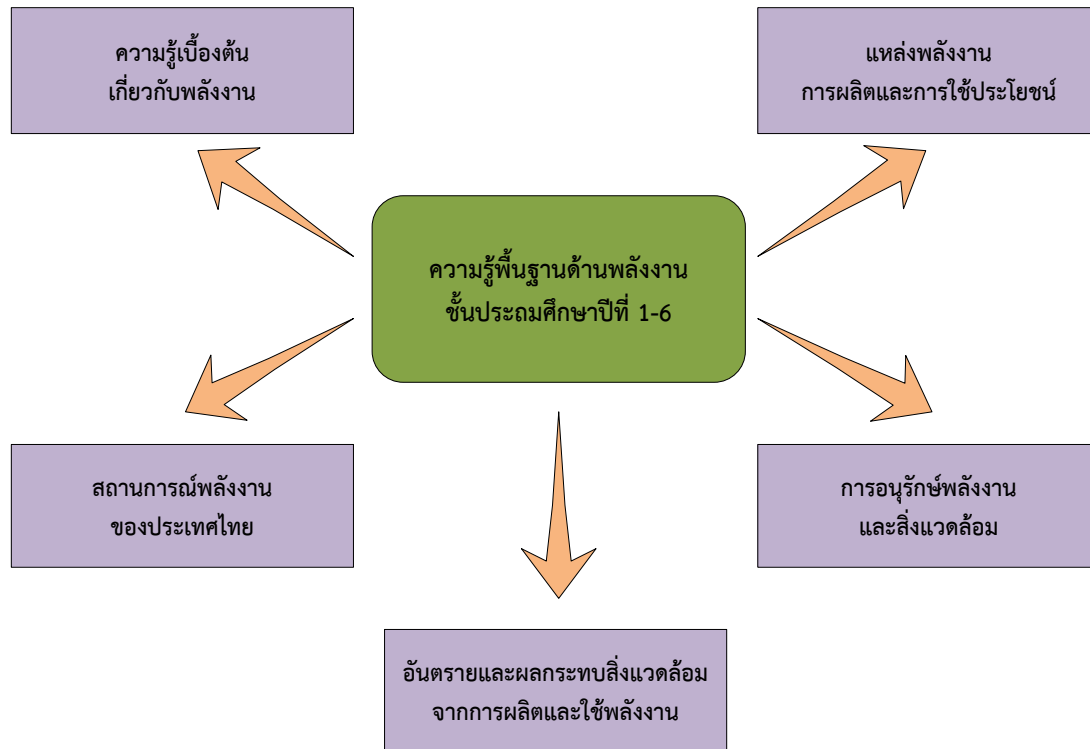 ความรู้เบื้องต้น
เกี่ยวกับพลังงาน
แหล่งพลังงาน
การผลิตและการใช้ประโยชน์
ความรู้พื้นฐานด้านพลังงาน
ชั้นประถมศึกษาปีที่ 1-6
สถานการณ์พลังงาน
ของประเทศไทย
การอนุรักษ์พลังงาน
และสิ่งแวดล้อม
อันตรายและผลกระทบสิ่งแวดล้อม
จากการผลิตและใช้พลังงาน